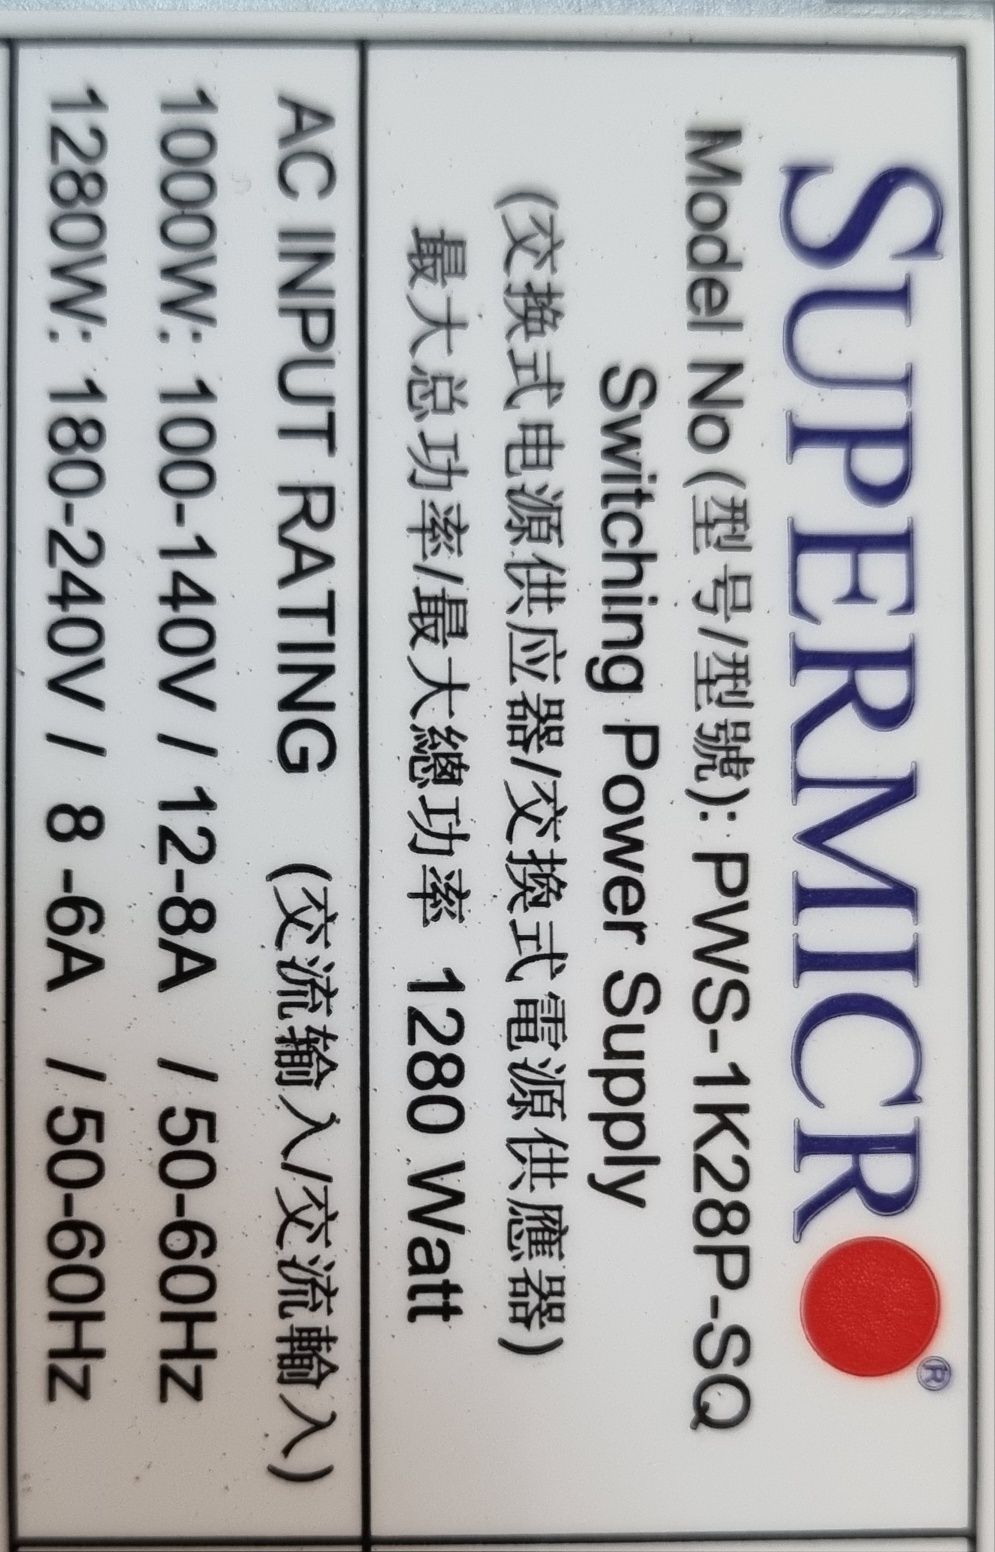 SUPERMICR®
Model No (型号/型號): PWS-1K28P-SQ
Switching Power Supply
(交换式电源供应器/交換式電源供應器)
最大总功率/最大總功率 1280 Watt
AC INPUT RATING (交流输入/交流輸入)
1000W: 100-140V / 12-8A / 50-60Hz
1280W: 180-240V / 8 -6A / 50-60Hz